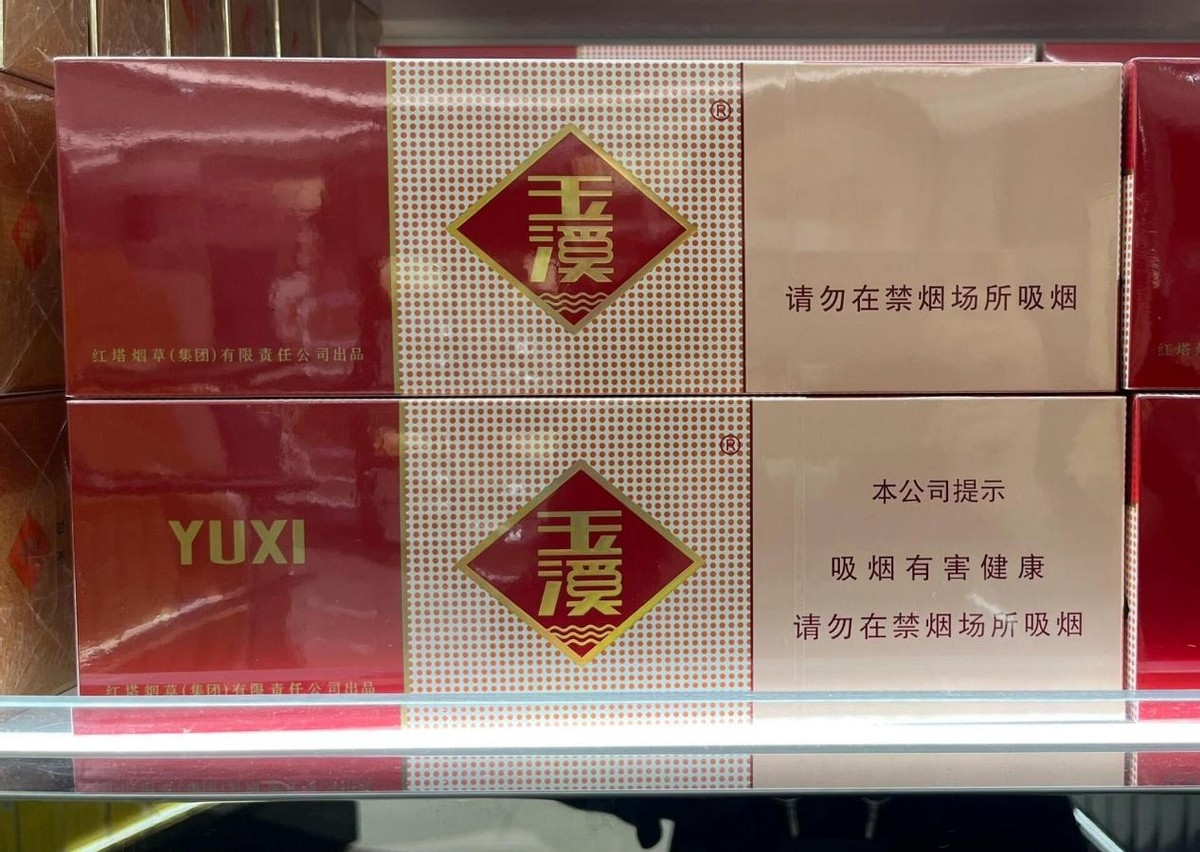 ®
玉
溪
请勿在禁烟场所吸烟
红塔烟草(集团)有限责任公司出品
红塔
®
本公司提示
YUXI
玉
溪
吸烟有害健康
请勿在禁烟场所吸烟
红塔烟草(集团)有限责任公司出品